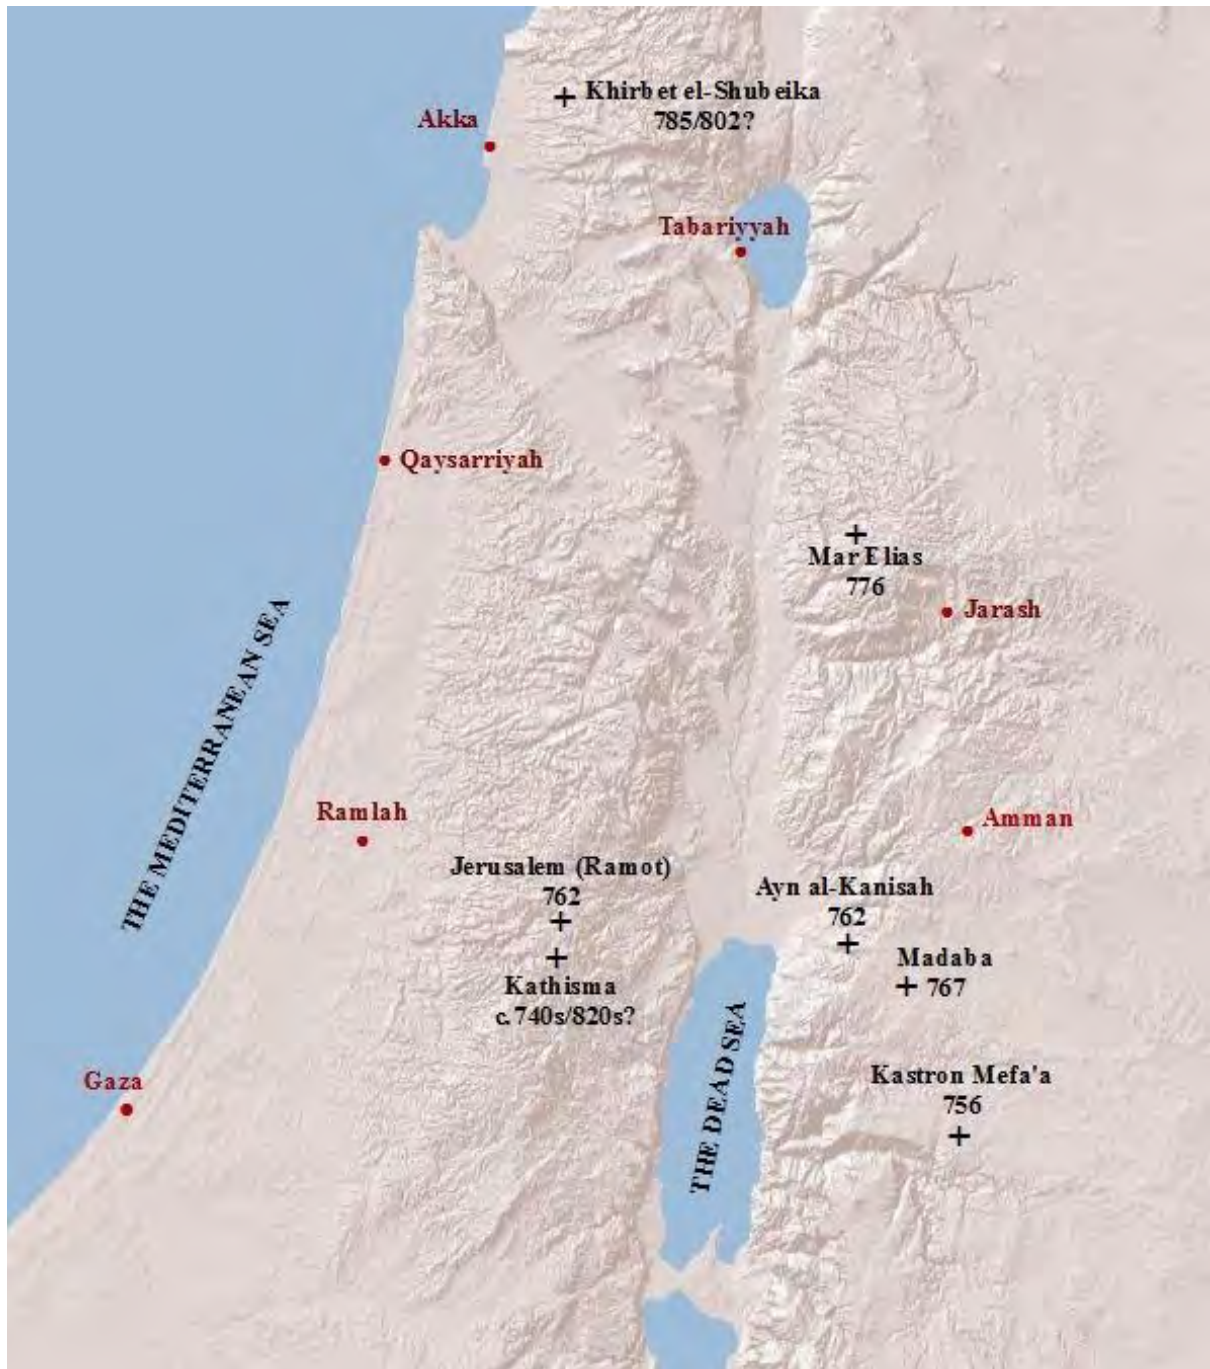 Khirbet el-Shubeika
785/802?
Akka
Tabariyyah
Qaysarriyah
Mar Elias
776
Jarash
THE MEDITERRANEAN SEA
Ramlah
Amman
Jerusalem (Ramot)
762
Ayn al-Kanisah
762
Madaba
767
Kathisma
c.740s/820s?
THE DEAD SEA
Gaza
Kastron Mefa'a
756